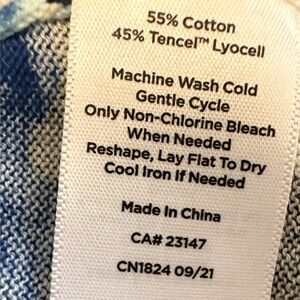 55% Cotton
45% Tencel™ Lyocell
Machine Wash Cold
Gentle Cycle
Only Non-Chlorine Bleach
When Needed
Reshape, Lay Flat To Dry
Cool Iron If Needed
Made In China
CA# 23147
CN1824 09/21